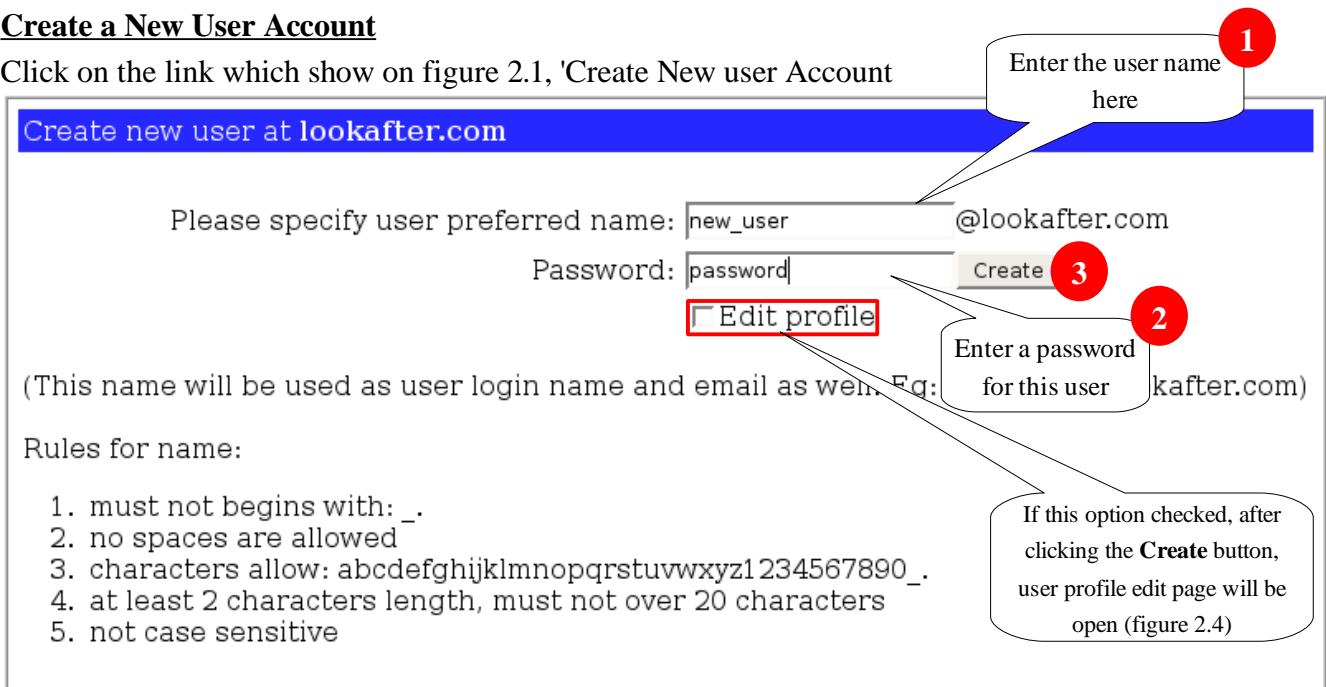 Create a New User Account
Click on the link which show on figure 2.1, 'Create New user Account
1
Enter the user name
here
Create new user at lookafter.com
Please specify user preferred name: new_user @lookafter.com
Password: password Create 3
Edit profile
2
Enter a password
for this user
(This name will be used as user login name and email as well. Eg: kafter.com)
Rules for name:
1. must not begins with: _.
2. no spaces are allowed
3. characters allow: abcdefghijklmnopqrstuvwxyz1234567890_.
4. at least 2 characters length, must not over 20 characters
5. not case sensitive
If this option checked, after
clicking the Create button,
user profile edit page will be
open (figure 2.4)